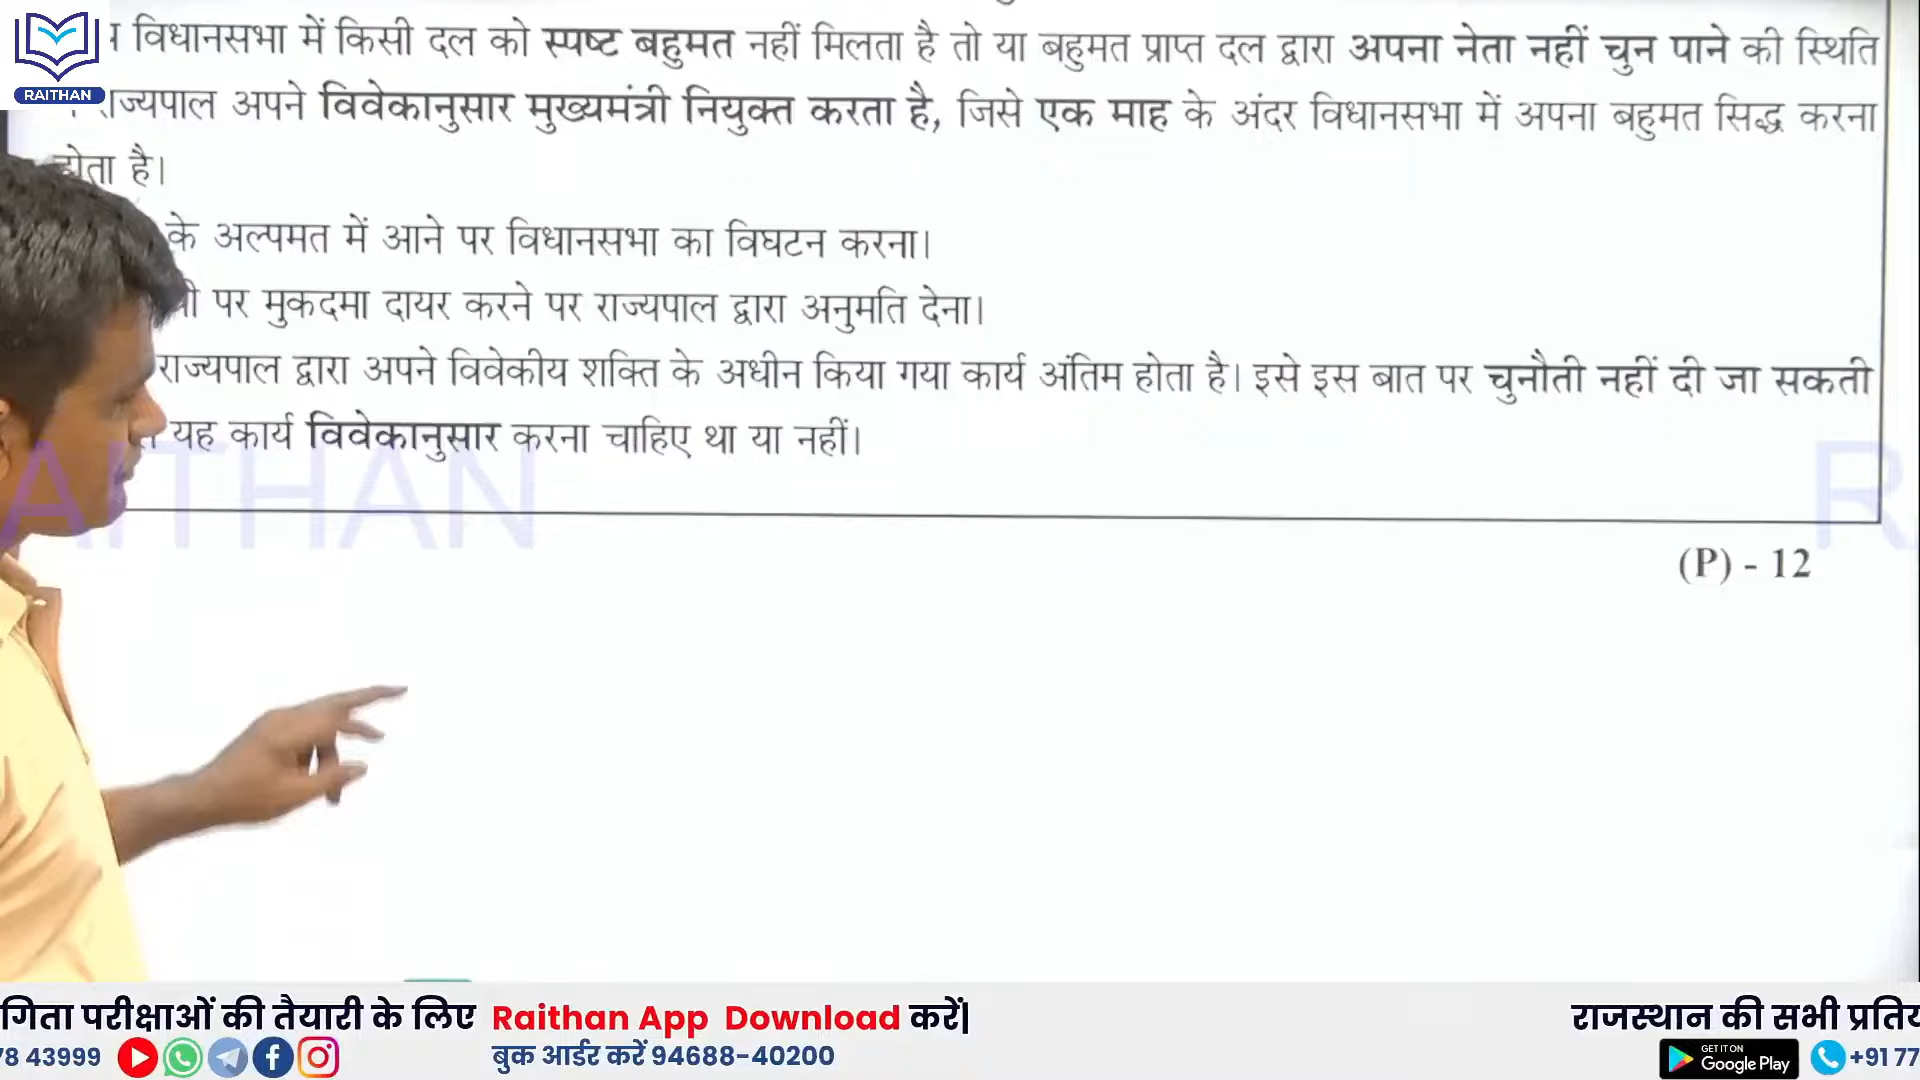 विधानसभा में किसी दल को स्पष्ट बहुमत नहीं मिलता है तो या बहुमत प्राप्त दल द्वारा अपना नेता नहीं चुन पाने की स्थिति
RAITHAN
राज्यपाल अपने विवेकानुसार मुख्यमंत्री नियुक्त करता है, जिसे एक माह के अंदर विधानसभा में अपना बहुमत सिद्ध करना
होता है।
के अल्पमत में आने पर विधानसभा का विघटन करना।
पर मुकदमा दायर करने पर राज्यपाल द्वारा अनुमति देना।
राज्यपाल द्वारा अपने विवेकीय शक्ति के अधीन किया गया कार्य अंतिम होता है। इसे इस बात पर चुनौती नहीं दी जा सकती
यह कार्य विवेकानुसार करना चाहिए था या नहीं।
AITHAN R
(P) - 12
गिता परीक्षाओं की तैयारी के लिए Raithan App Download करें| राजस्थान की सभी प्रतिय
78 43999 बुक आर्डर करें 94688-40200 GET IT ON Google Play +91 77